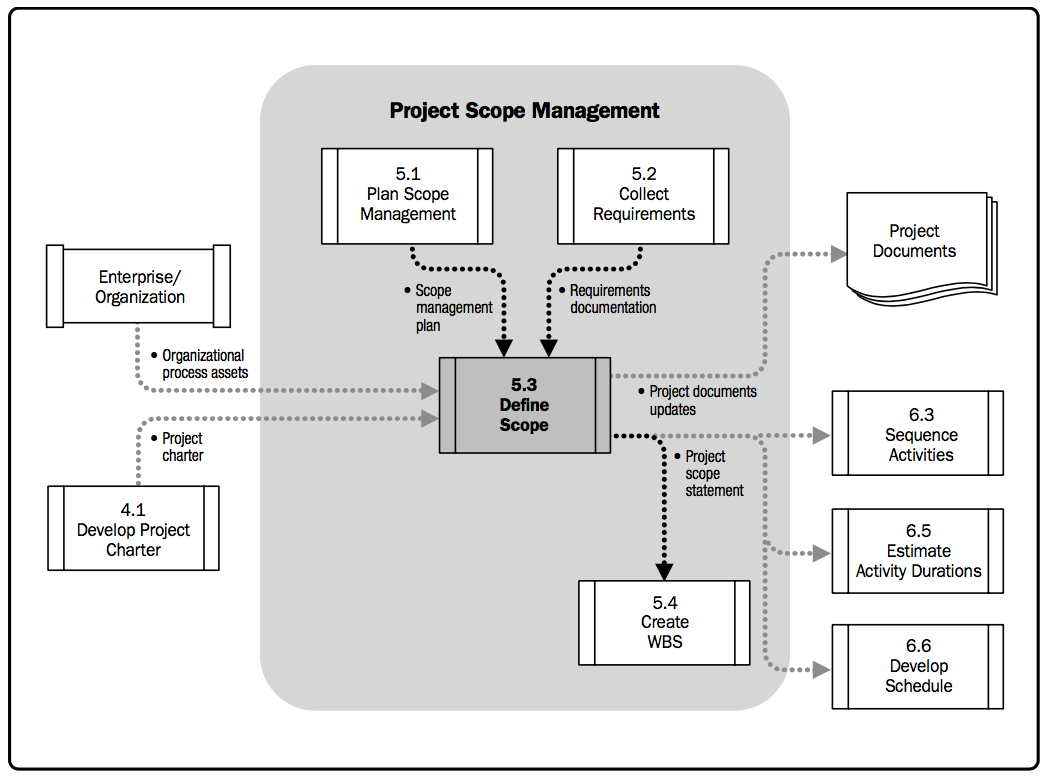 Project Scope Management
5.1
Plan Scope
Management
5.2
Collect
Requirements
Project
Documents
Enterprise/
Organization
• Scope
management
plan
• Requirements
documentation
• Organizational
process assets
5.3
Define
Scope
• Project documents
updates
• Project
charter
6.3
Sequence
Activities
• Project
scope
statement
4.1
Develop Project
Charter
6.5
Estimate
Activity Durations
5.4
Create
WBS
6.6
Develop
Schedule